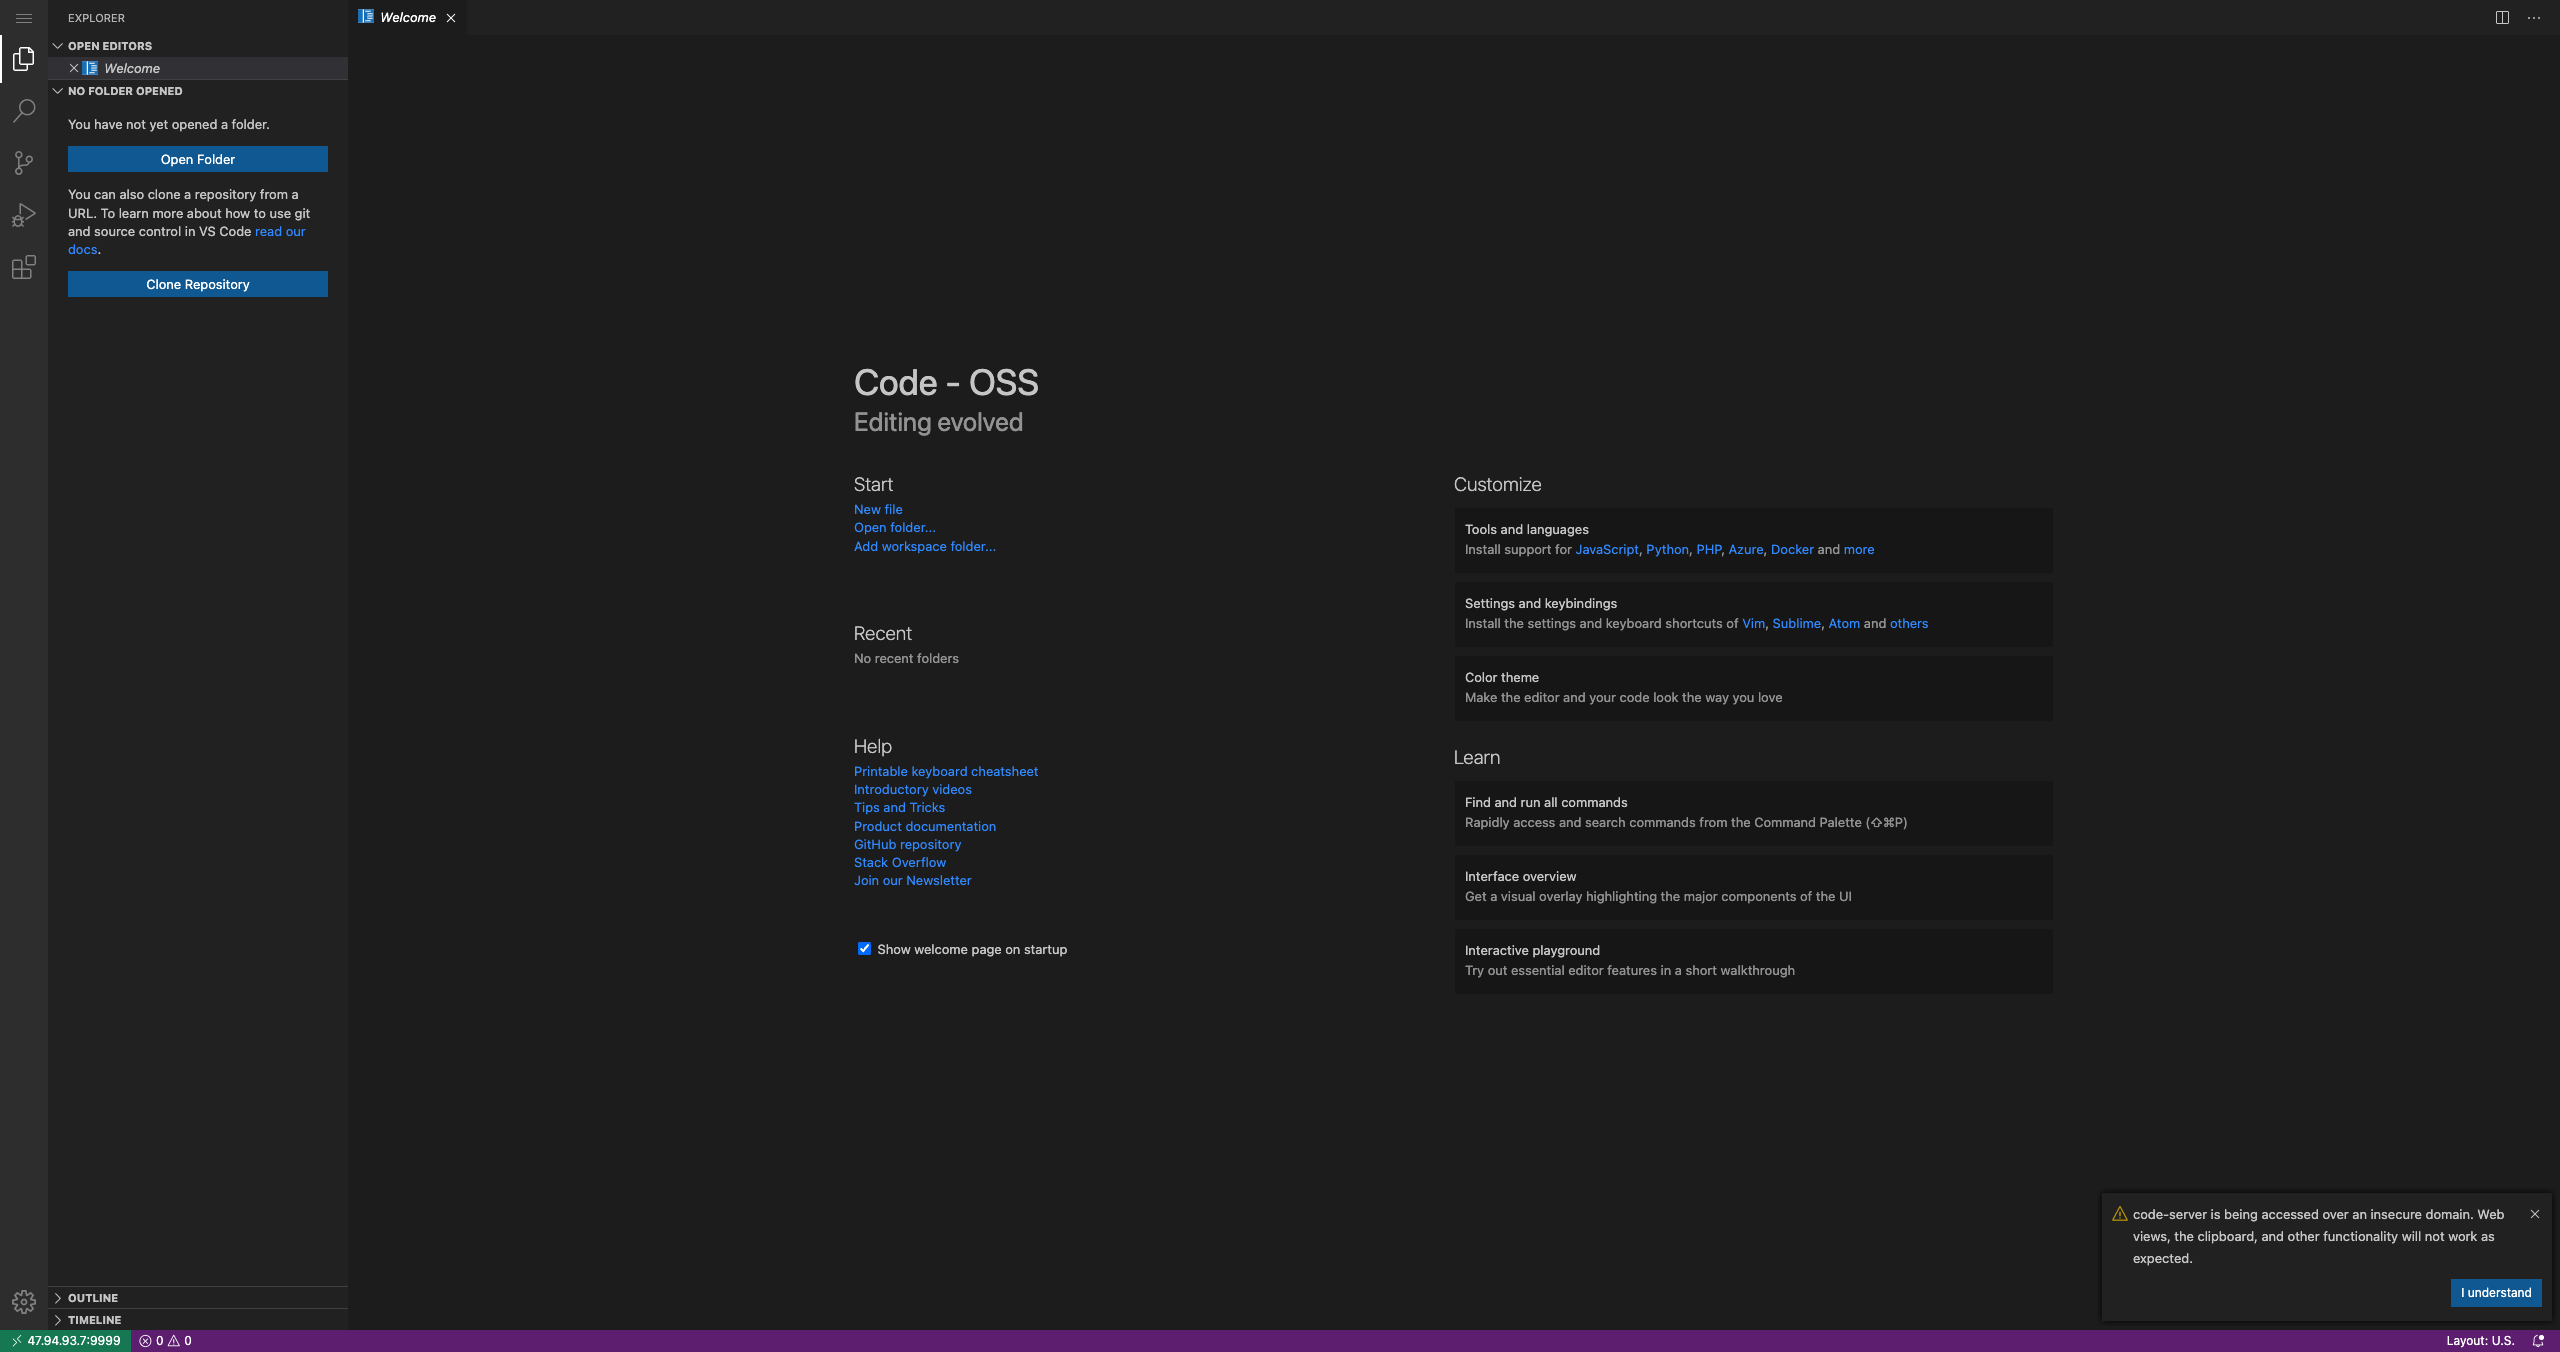 EXPLORER
OPEN EDITORS
Welcome
NO FOLDER OPENED
You have not yet opened a folder.
Open Folder
You can also clone a repository from a
URL. To learn more about how to use git
and source control in VS Code read our
docs.
Clone Repository
OUTLINE
TIMELINE
Welcome
Code - OSS
Editing evolved
Start
New file
Open folder...
Add workspace folder...
Recent
No recent folders
Help
Printable keyboard cheatsheet
Introductory videos
Tips and Tricks
Product documentation
GitHub repository
Stack Overflow
Join our Newsletter
Show welcome page on startup
Customize
Tools and languages
Install support for JavaScript, Python, PHP, Azure, Docker and more
Settings and keybindings
Install the settings and keyboard shortcuts of Vim, Sublime, Atom and others
Color theme
Make the editor and your code look the way you love
Learn
Find and run all commands
Rapidly access and search commands from the Command Palette (⇧⌘P)
Interface overview
Get a visual overlay highlighting the major components of the UI
Interactive playground
Try out essential editor features in a short walkthrough
code-server is being accessed over an insecure domain. Web
views, the clipboard, and other functionality will not work as
expected.
I understand
47.94.93.7:9999
0
0
Layout: U.S.